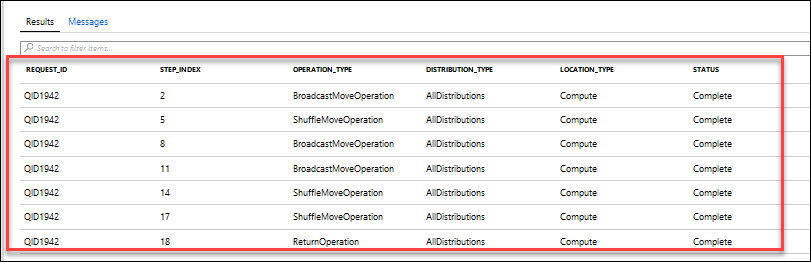 Results Messages
Search to filter items...
REQUEST_ID STEP_INDEX OPERATION_TYPE DISTRIBUTION_TYPE LOCATION_TYPE STATUS
QID1942 2 BroadcastMoveOperation AllDistributions Compute Complete
QID1942 5 ShuffleMoveOperation AllDistributions Compute Complete
QID1942 8 BroadcastMoveOperation AllDistributions Compute Complete
QID1942 11 BroadcastMoveOperation AllDistributions Compute Complete
QID1942 14 ShuffleMoveOperation AllDistributions Compute Complete
QID1942 17 ShuffleMoveOperation AllDistributions Compute Complete
QID1942 18 ReturnOperation AllDistributions Compute Complete